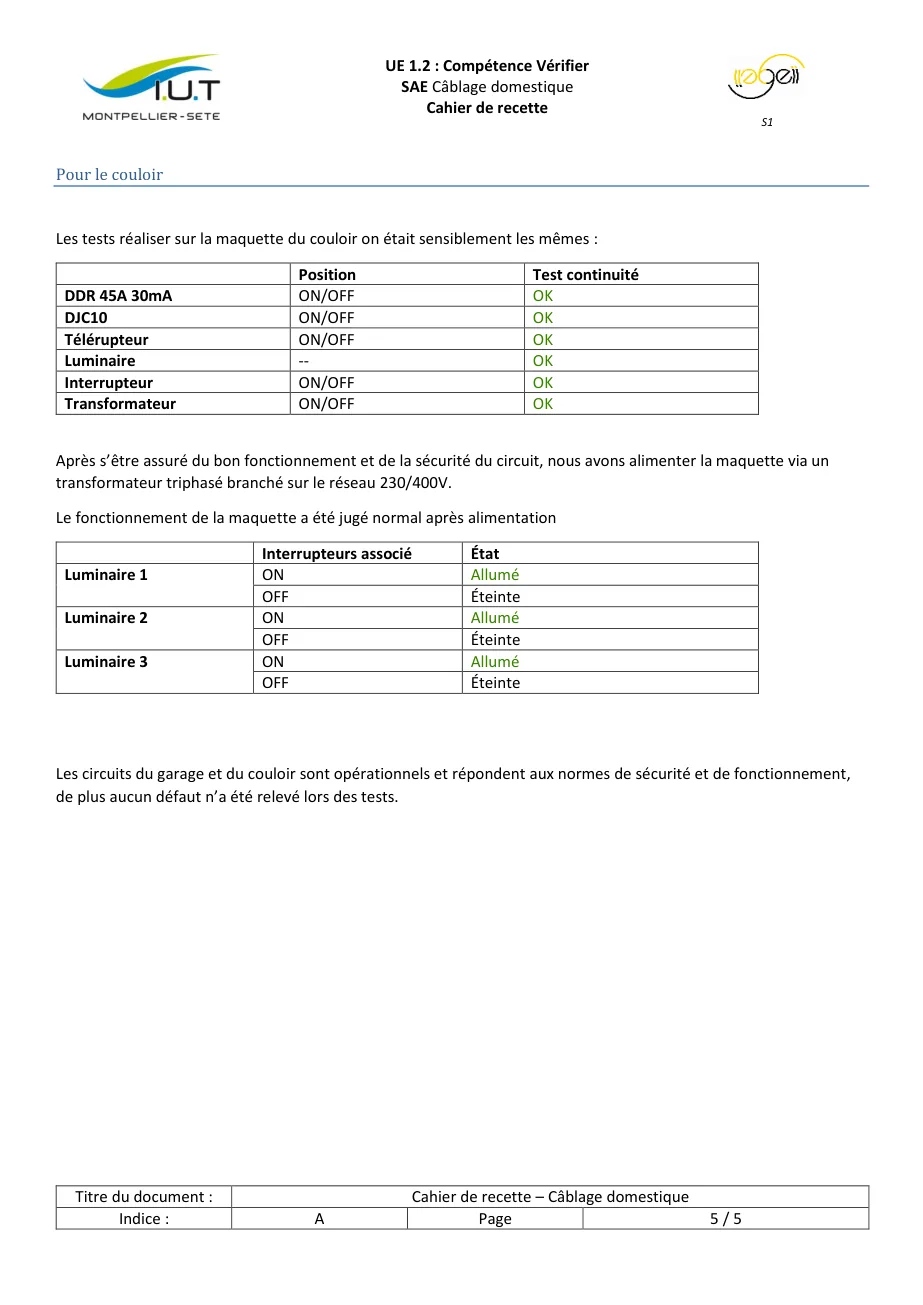 I.U.T
MONTPELLIER-SETE
UE 1.2 : Compétence Vérifier
SAE Câblage domestique
Cahier de recette
S1
Pour le couloir
Les tests réaliser sur la maquette du couloir on était sensiblement les mêmes :
Position Test continuité
DDR 45A 30mA ON/OFF OK
DJC10 ON/OFF OK
Télérupteur ON/OFF OK
Luminaire -- OK
Interrupteur ON/OFF OK
Transformateur ON/OFF OK
Après s’être assuré du bon fonctionnement et de la sécurité du circuit, nous avons alimenter la maquette via un
transformateur triphasé branché sur le réseau 230/400V.
Le fonctionnement de la maquette a été jugé normal après alimentation
Interrupteurs associé État
Luminaire 1 ON Allumé
OFF Éteinte
Luminaire 2 ON Allumé
OFF Éteinte
Luminaire 3 ON Allumé
OFF Éteinte
Les circuits du garage et du couloir sont opérationnels et répondent aux normes de sécurité et de fonctionnement,
de plus aucun défaut n’a été relevé lors des tests.
Titre du document : Cahier de recette – Câblage domestique
Indice : A Page 5 / 5